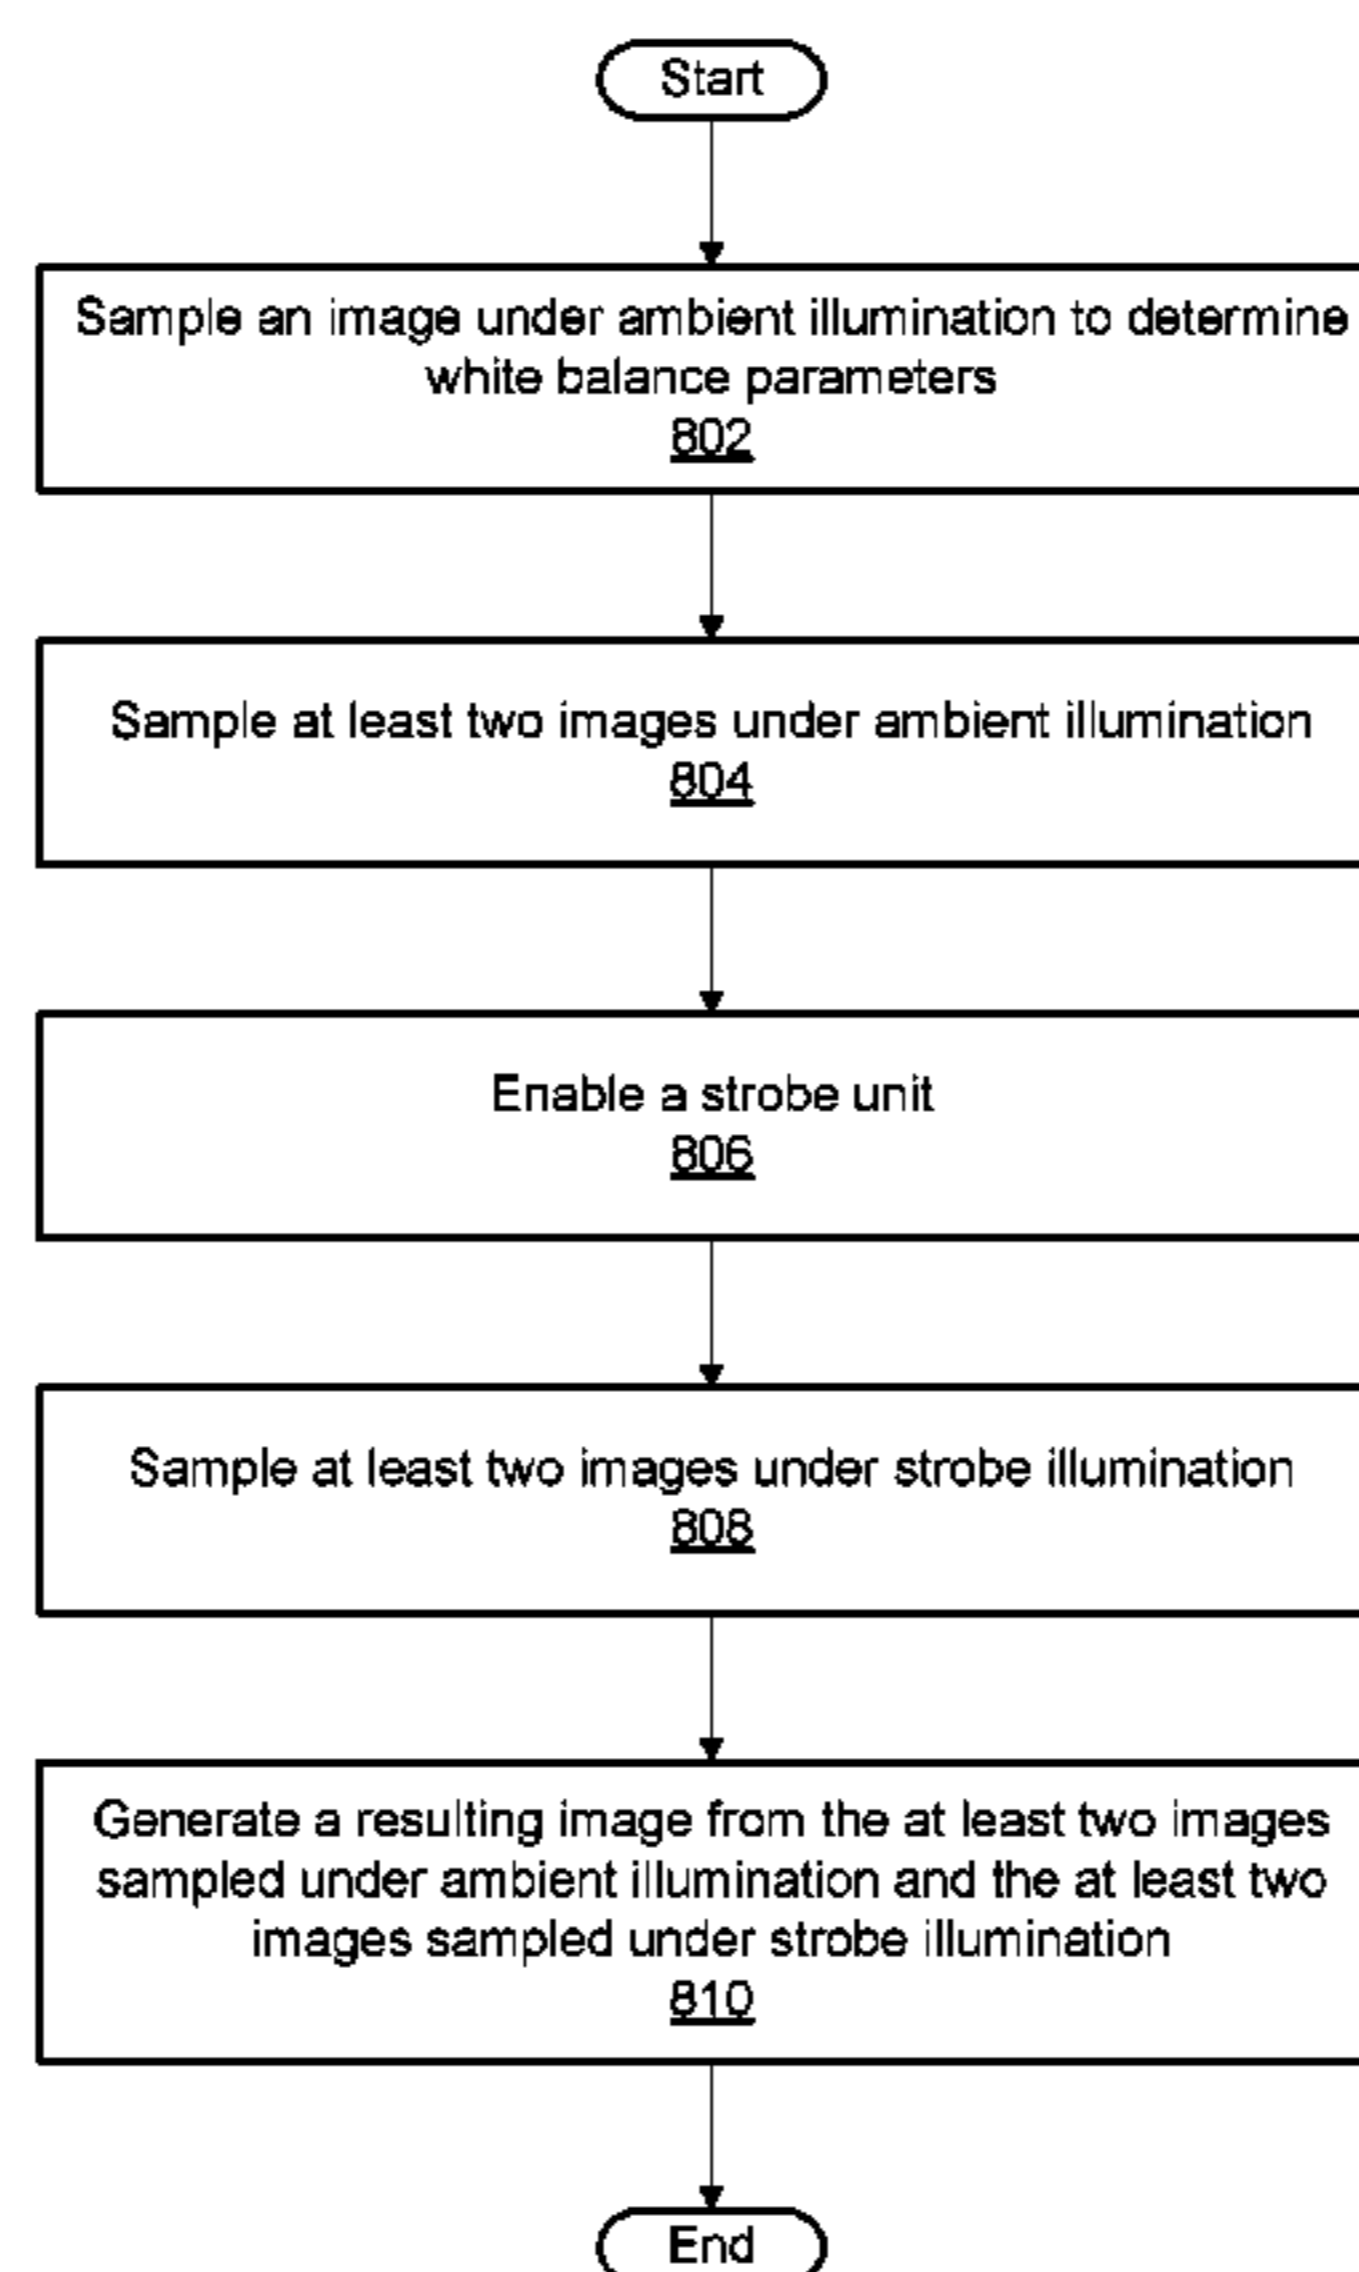 Start
Sample an image under ambient illumination to determine
white balance parameters
802
Sample at least two images under ambient illumination
804
Enable a strobe unit
806
Sample at least two images under strobe illumination
808
Generate a resulting image from the at least two images
sampled under ambient illumination and the at least two
images sampled under strobe illumination
810
End